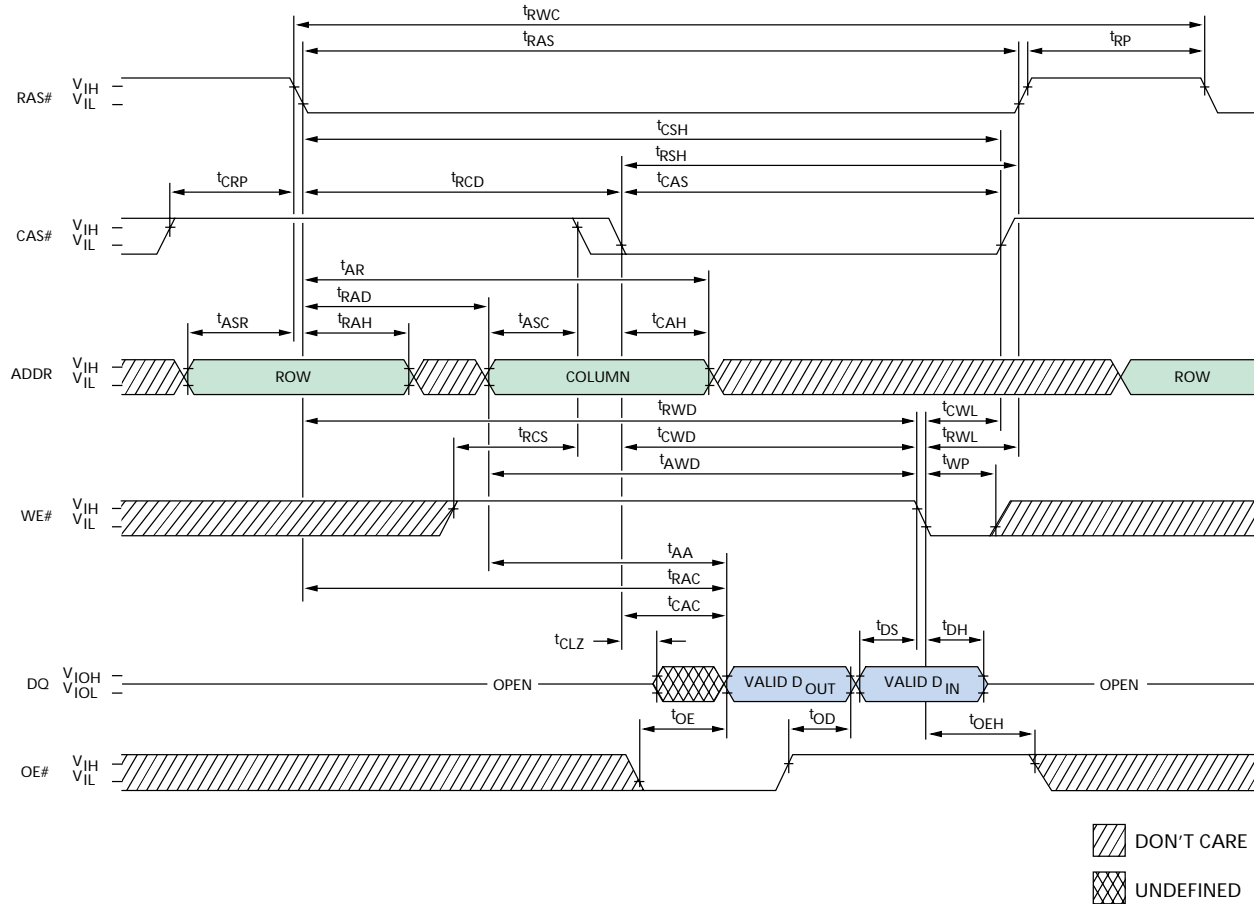 tRWC
tRAS
tRP
RAS#
VIH
VIL
tCSH
tRSH
tCRP
tRCD
tCAS
CAS#
VIH
VIL
tAR
tRAD
tASR
tRAH
tASC
tCAH
ADDR
VIH
VIL
ROW
COLUMN
ROW
tRWD
tCWL
tRCS
tCWD
tRWL
tAWD
tWP
WE#
VIH
VIL
tAA
tRAC
tCAC
tCLZ
tDS
tDH
DQ
VIOH
VIOL
OPEN
VALID DOUT
VALID DIN
OPEN
tOE
tOD
tOEH
OE#
VIH
VIL
DON'T CARE
UNDEFINED